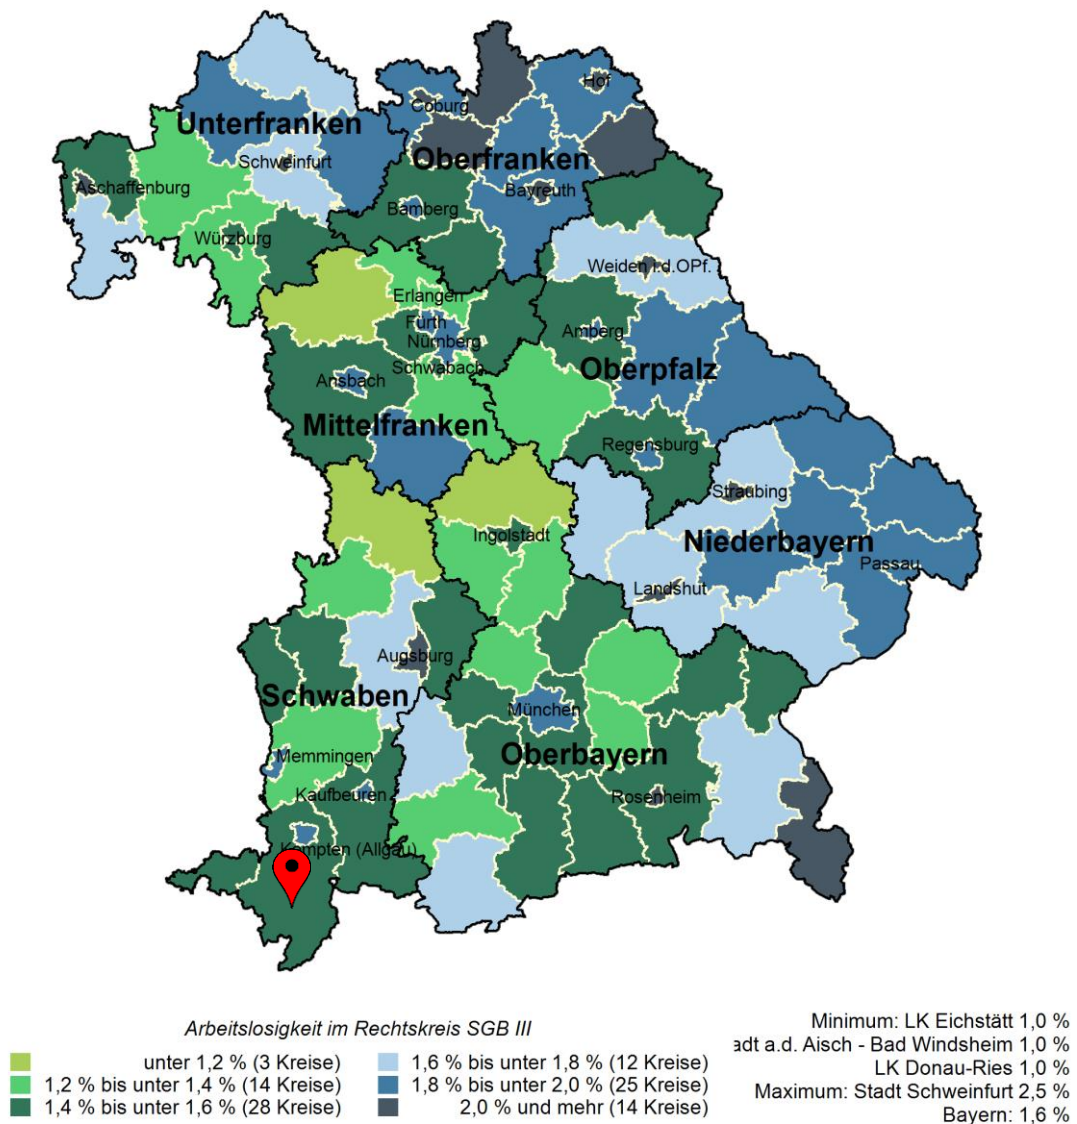 Hof
Coburg
Unterfranken
Schweinfurt
Oberfranken
Aschaffenburg
Bayreuth
Bamberg
Würzburg
Weiden i.d.OPf.
Erlangen
Fürth
Nürnberg
Amberg
Schwabach
Oberpfalz
Ansbach
Mittelfranken
Regensburg
Straubing
Ingolstadt
Niederbayern
Passau
Landshut
Augsburg
Schwaben
München
Memmingen
Oberbayern
Kaufbeuren
Rosenheim
Kempten (Allgäu)
Arbeitslosigkeit im Rechtskreis SGB III
unter 1,2 % (3 Kreise)
1,2 % bis unter 1,4 % (14 Kreise)
1,4 % bis unter 1,6 % (28 Kreise)
1,6 % bis unter 1,8 % (12 Kreise)
1,8 % bis unter 2,0 % (25 Kreise)
2,0 % und mehr (14 Kreise)
Minimum: LK Eichstätt 1,0 %
adt a.d. Aisch - Bad Windsheim 1,0 %
LK Donau-Ries 1,0 %
Maximum: Stadt Schweinfurt 2,5 %
Bayern: 1,6 %